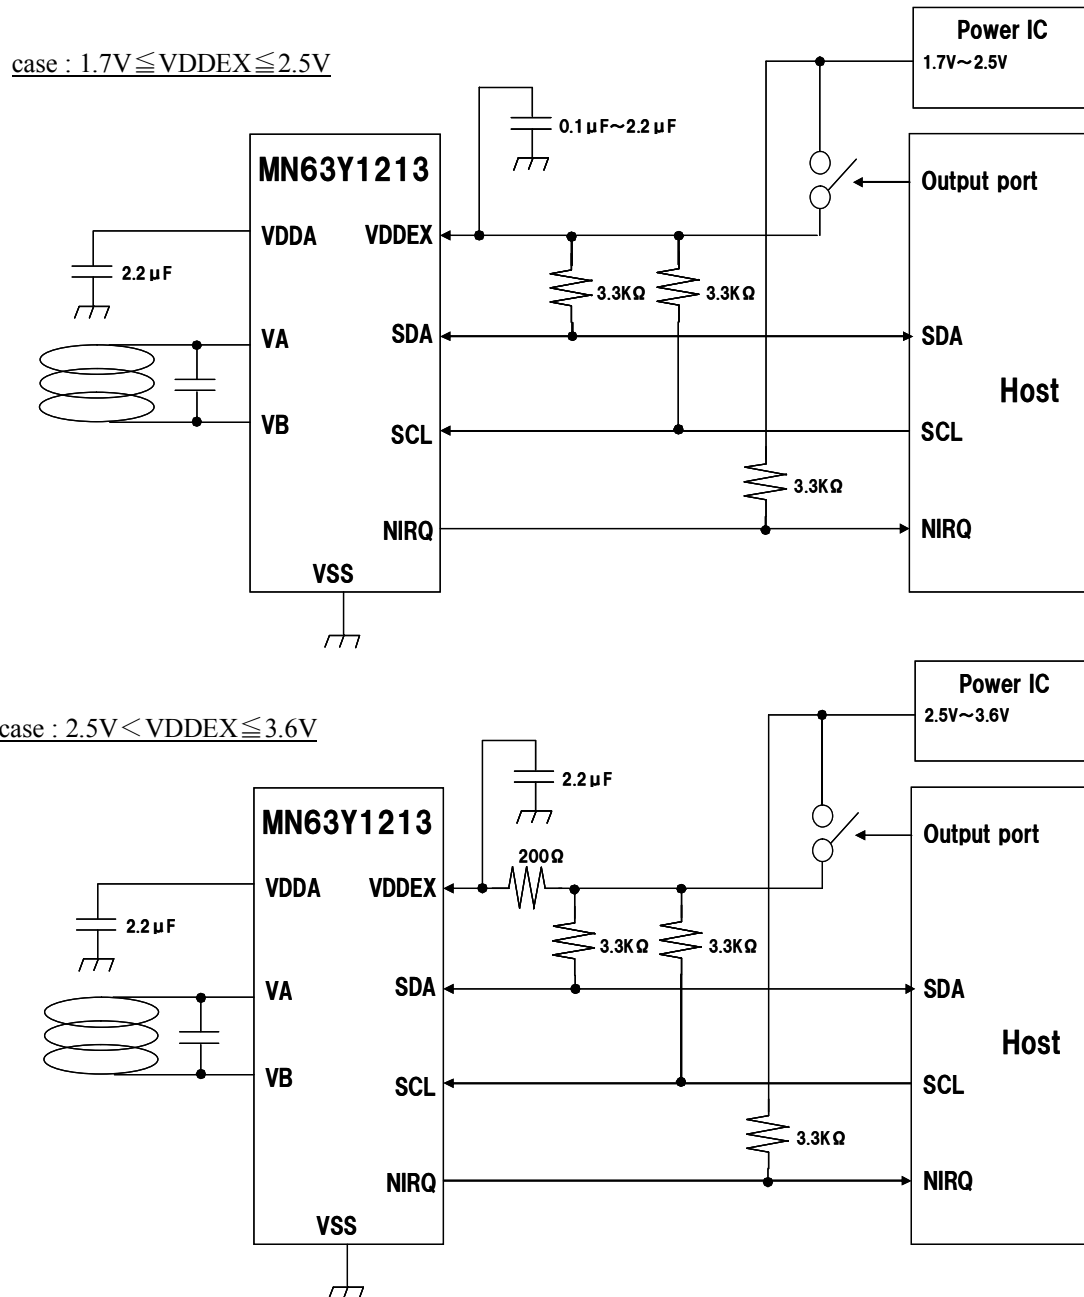 case : 1.7V≦VDDEX≦2.5V
Power IC
1.7V～2.5V
0.1μF～2.2μF
MN63Y1213
Output port
VDDA
VDDEX
2.2μF
3.3KΩ
3.3KΩ
VA
SDA
SDA
Host
VB
SCL
SCL
3.3KΩ
NIRQ
NIRQ
VSS
case : 2.5V＜VDDEX≦3.6V
Power IC
2.5V～3.6V
2.2μF
MN63Y1213
Output port
200Ω
VDDA
VDDEX
2.2μF
3.3KΩ
3.3KΩ
VA
SDA
SDA
Host
VB
SCL
SCL
3.3KΩ
NIRQ
NIRQ
VSS